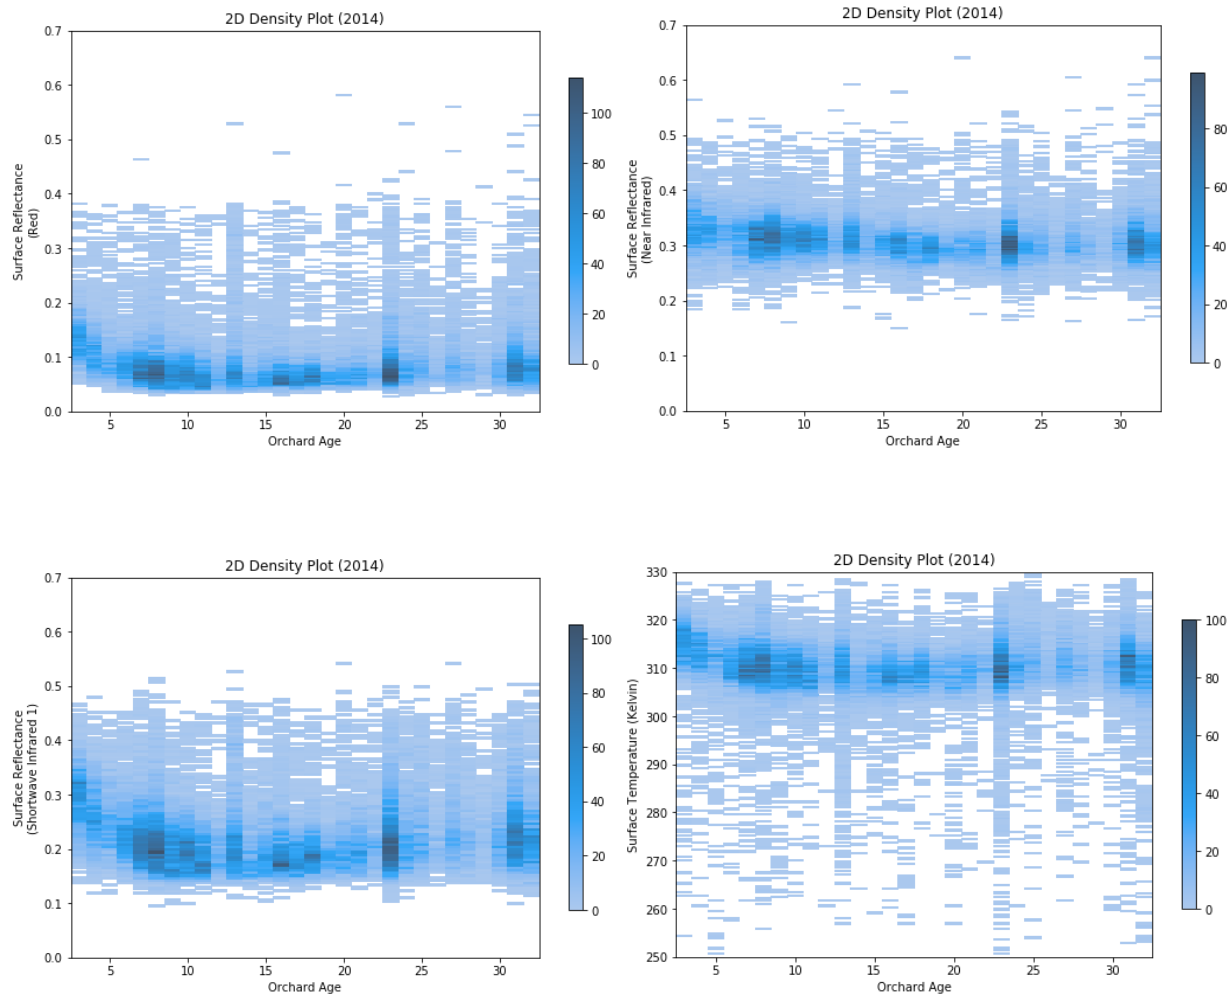 2D Density Plot (2014)
0.7
0.6
0.5
0.4
0.3
0.2
0.1
0.0
Surface Reflectance
(Red)
5 10 15 20 25 30
Orchard Age
100
80
60
40
20
0
2D Density Plot (2014)
0.7
0.6
0.5
0.4
0.3
0.2
0.1
0.0
Surface Reflectance
(Near Infrared)
5 10 15 20 25 30
Orchard Age
80
60
40
20
0
2D Density Plot (2014)
0.7
0.6
0.5
0.4
0.3
0.2
0.1
0.0
Surface Reflectance
(Shortwave Infrared 1)
5 10 15 20 25 30
Orchard Age
100
80
60
40
20
0
2D Density Plot (2014)
330
320
310
300
290
280
270
260
250
Surface Temperature (Kelvin)
5 10 15 20 25 30
Orchard Age
100
80
60
40
20
0